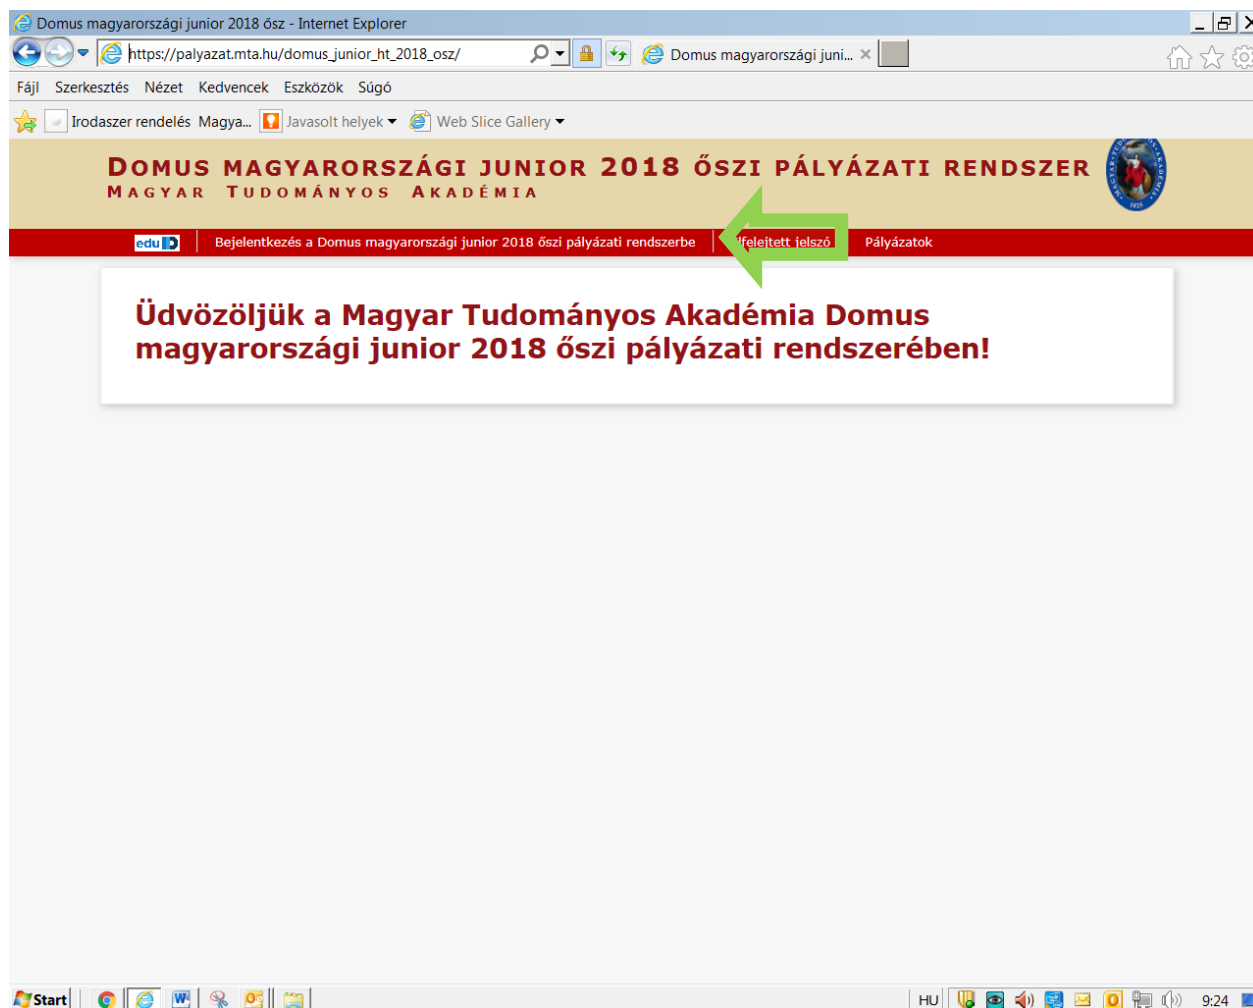 Domus magyarországi junior 2018 ősz - Internet Explorer
https://palyazat.mta.hu/domus_junior_ht_2018_osz/
Domus magyarországi juni...
Fájl Szerkesztés Nézet Kedvencek Eszközök Súgó
Irodaszer rendelés Magya... Javasolt helyek Web Slice Gallery
DOMUS MAGYARORSZÁGI JUNIOR 2018 ŐSZI PÁLYÁZATI RENDSZER
MAGYAR TUDOMÁNYOS AKADÉMIA
edu ID Bejelentkezés a Domus magyarországi junior 2018 őszi pályázati rendszerbe jelszó Pályázatok
Üdvözöljük a Magyar Tudományos Akadémia Domus
magyarországi junior 2018 őszi pályázati rendszerében!
Start HU 9:24